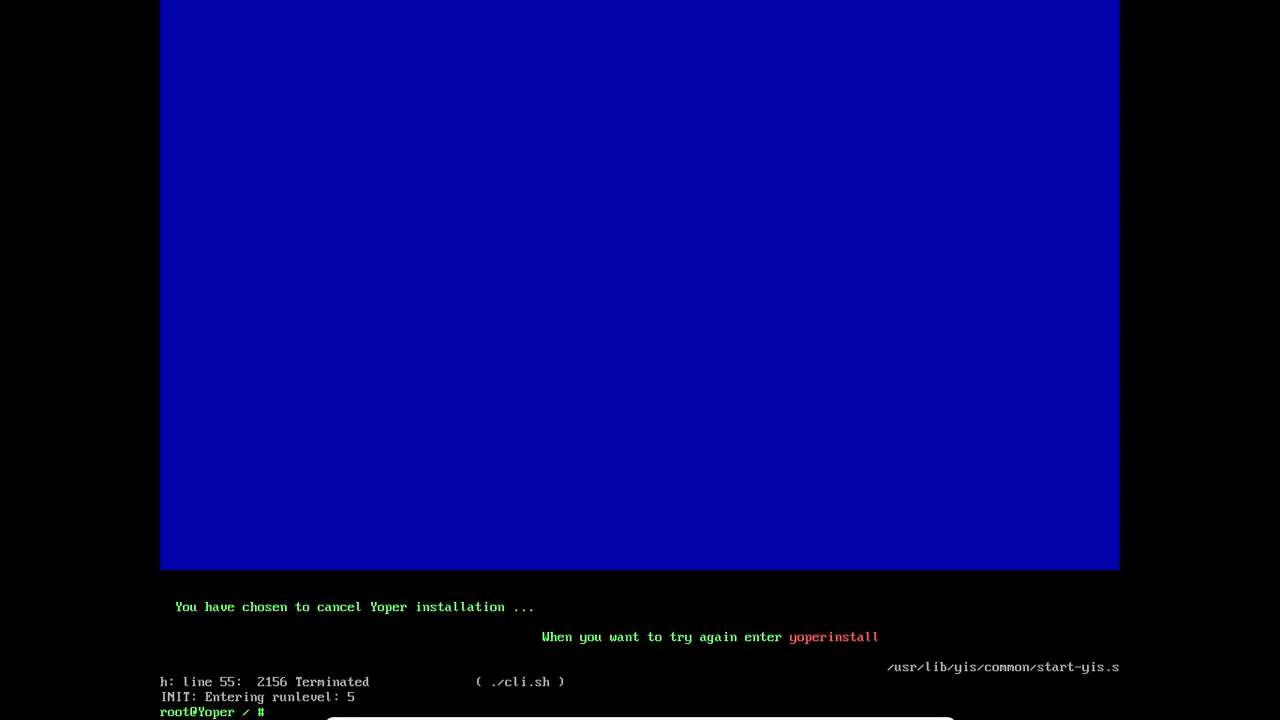 You have chosen to cancel Yoper installation ...
When you want to try again enter yoperinstall
/usr/lib/yis/common/start-yis.s
h: line 55:  2156 Terminated              ( ./cli.sh )
INIT: Entering runlevel: 5
root@Yoper / #